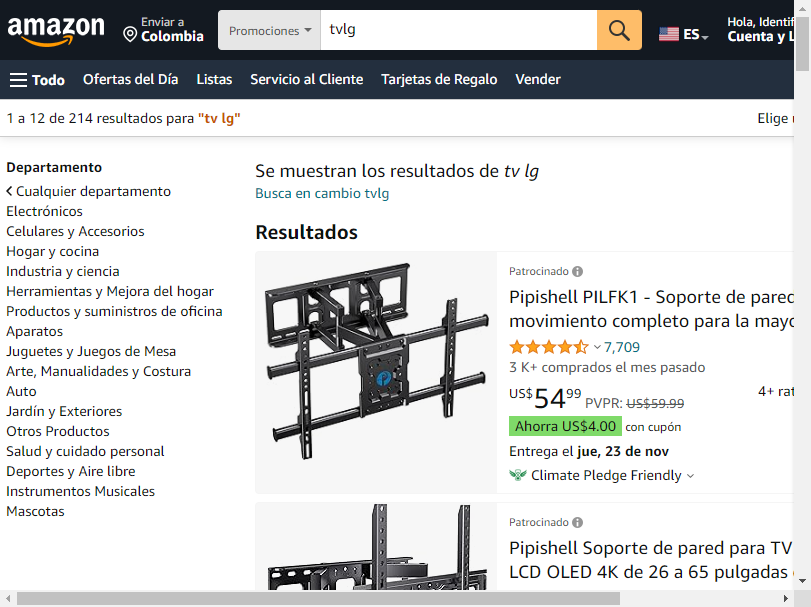 amazon
Enviar a
Colombia
Promociones
tvlg
ES
Hola, Identif
Cuenta y L
Todo
Ofertas del Día
Listas
Servicio al Cliente
Tarjetas de Regalo
Vender
1 a 12 de 214 resultados para "tv lg"
Elige
Departamento
Cualquier departamento
Electrónicos
Celulares y Accesorios
Hogar y cocina
Industria y ciencia
Herramientas y Mejora del hogar
Productos y suministros de oficina
Aparatos
Juguetes y Juegos de Mesa
Arte, Manualidades y Costura
Auto
Jardín y Exteriores
Otros Productos
Salud y cuidado personal
Deportes y Aire libre
Instrumentos Musicales
Mascotas
Se muestran los resultados de tv lg
Busca en cambio tvlg
Resultados
Patrocinado
Pipishell PILFK1 - Soporte de pared
movimiento completo para la mayo
7,709
3 K+ comprados el mes pasado
US$5499 PVPR: US$59.99
4+ rat
Ahorra US$4.00 con cupón
Entrega el jue, 23 de nov
Climate Pledge Friendly
Patrocinado
Pipishell Soporte de pared para TV
LCD OLED 4K de 26 a 65 pulgadas